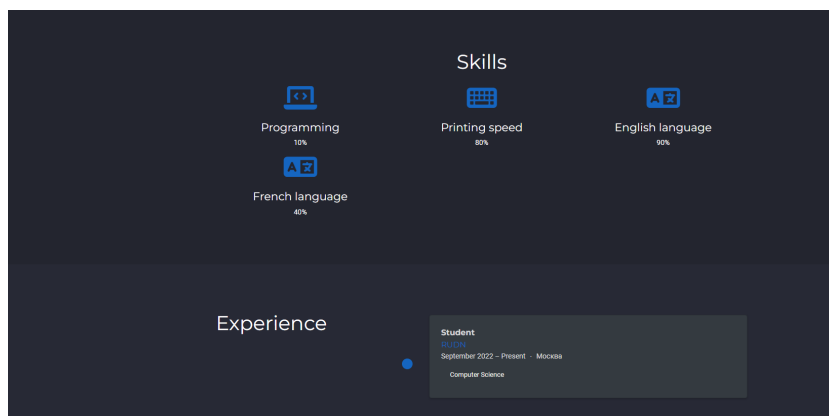 Skills
Programming
10%
Printing speed
80%
English language
90%
French language
40%
Experience
Student
RUDN
September 2022 – Present · Москва
Computer Science